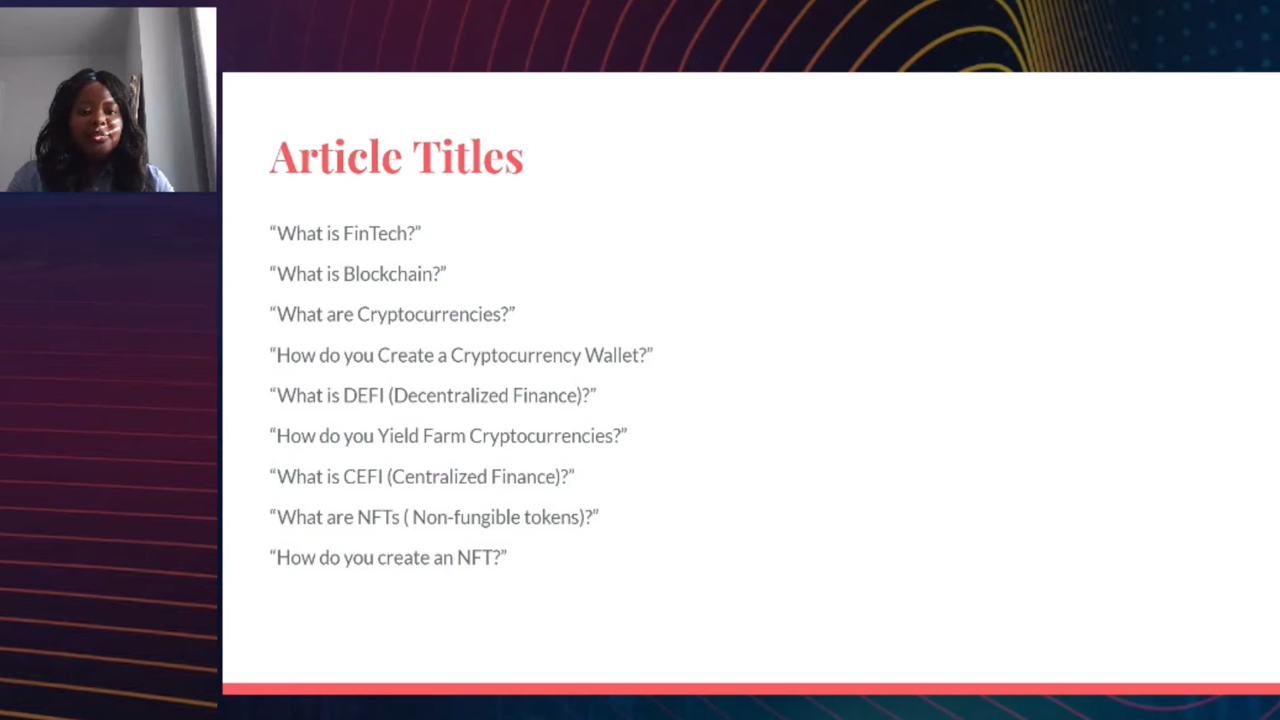 Article Titles
“What is FinTech?”
“What is Blockchain?”
“What are Cryptocurrencies?”
“How do you Create a Cryptocurrency Wallet?”
“What is DEFI (Decentralized Finance)?”
“How do you Yield Farm Cryptocurrencies?”
“What is CEFI (Centralized Finance)?”
“What are NFTs ( Non-fungible tokens)?”
“How do you create an NFT?”